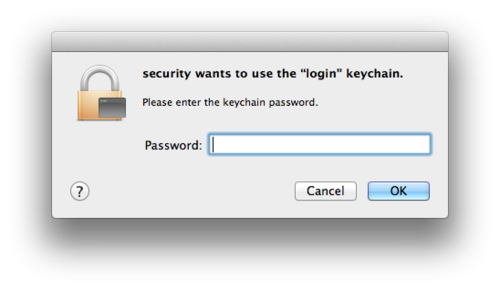 security wants to use the “login” keychain.
Please enter the keychain password.
Password:
?
Cancel
OK